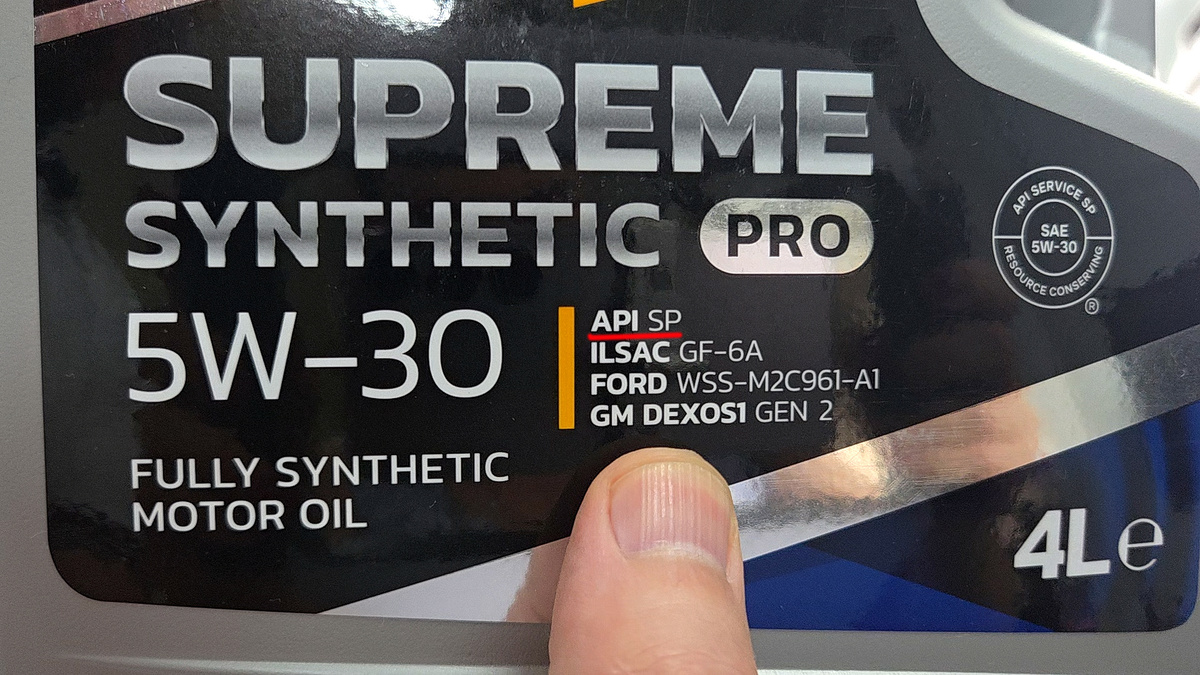 SUPREME
SYNTHETIC PRO
5W-30
API SP
ILSAC GF-6A
FORD WSS-M2C961-A1
GM DEXOS1 GEN 2
FULLY SYNTHETIC
MOTOR OIL
API SERVICE SP
SAE
5W-30
RESOURCE CONSERVING
®
4L e